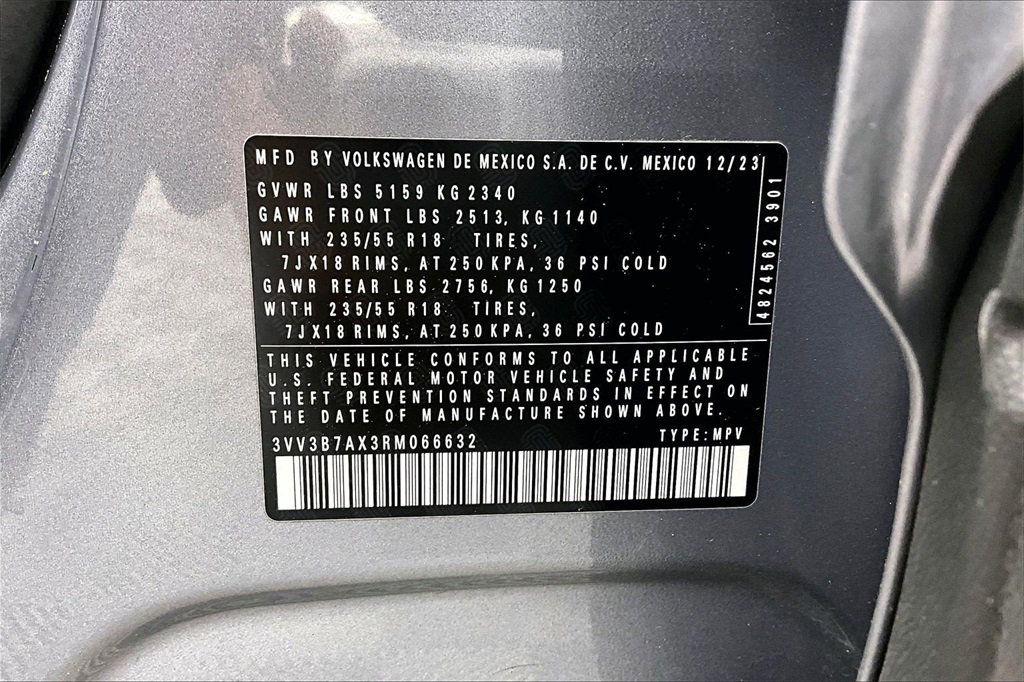 MFD BY VOLKSWAGEN DE MEXICO S.A. DE C.V. MEXICO 12/23
GVWR LBS 5159 KG 2340
GAWR FRONT LBS 2513, KG 1140
WITH 235/55 R18 TIRES,
7JX18 RIMS, AT 250 KPA, 36 PSI COLD
GAWR REAR LBS 2756, KG 1250
WITH 235/55 R18 TIRES,
7JX18 RIMS, AT 250 KPA, 36 PSI COLD
4824562 3901
THIS VEHICLE CONFORMS TO ALL APPLICABLE
U.S. FEDERAL MOTOR VEHICLE SAFETY AND
THEFT PREVENTION STANDARDS IN EFFECT ON
THE DATE OF MANUFACTURE SHOWN ABOVE.
3VV3B7AX3RM066632 TYPE: MPV